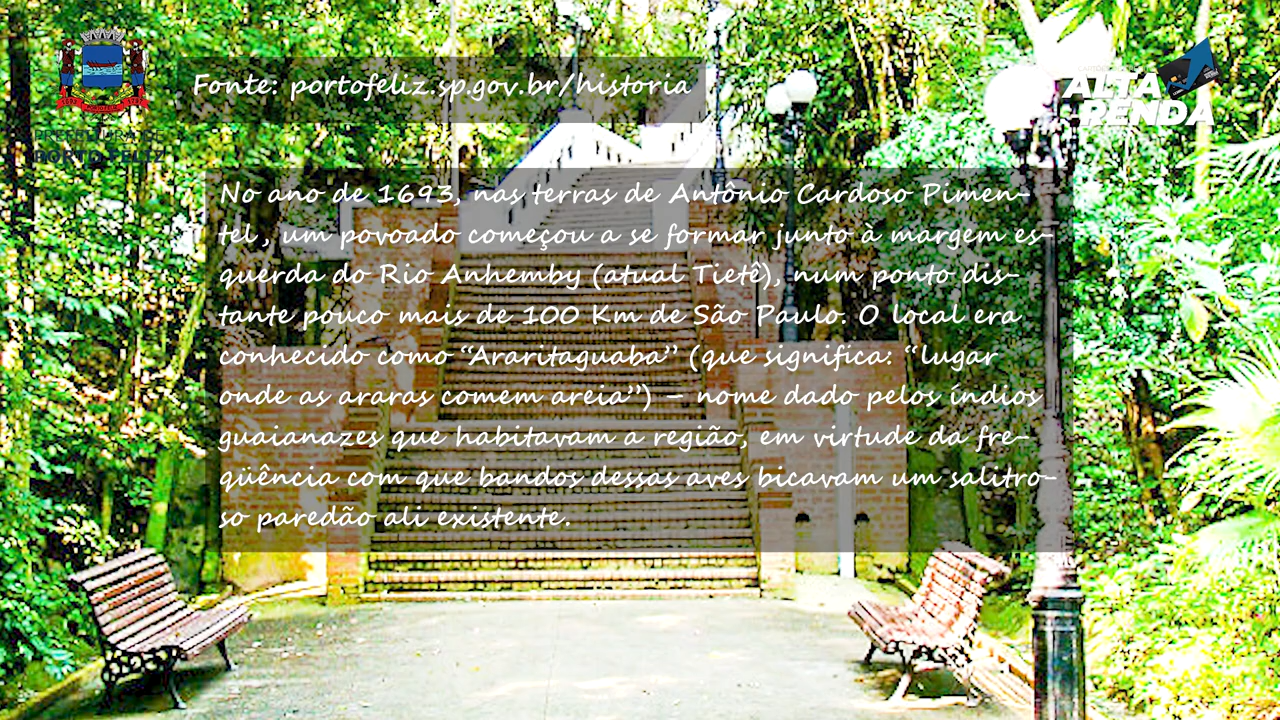 Fonte: portofeliz.sp.gov.br/historia
ALTA
RENDA
PREFEITURA DE
PORTO FELIZ
No ano de 1693, nas terras de Antônio Cardoso Pimen-
tel, um povoado começou a se formar junto à margem es-
querda do Rio Anhemby (atual Tietê), num ponto dis-
tante pouco mais de 100 Km de São Paulo. O local era
conhecido como “Araritaguaba” (que significa: “lugar
onde as araras comem areia”) – nome dado pelos índios
guaianazes que habitavam a região, em virtude da fre-
qüência com que bandos dessas aves bicavam um salitro-
so paredão ali existente.